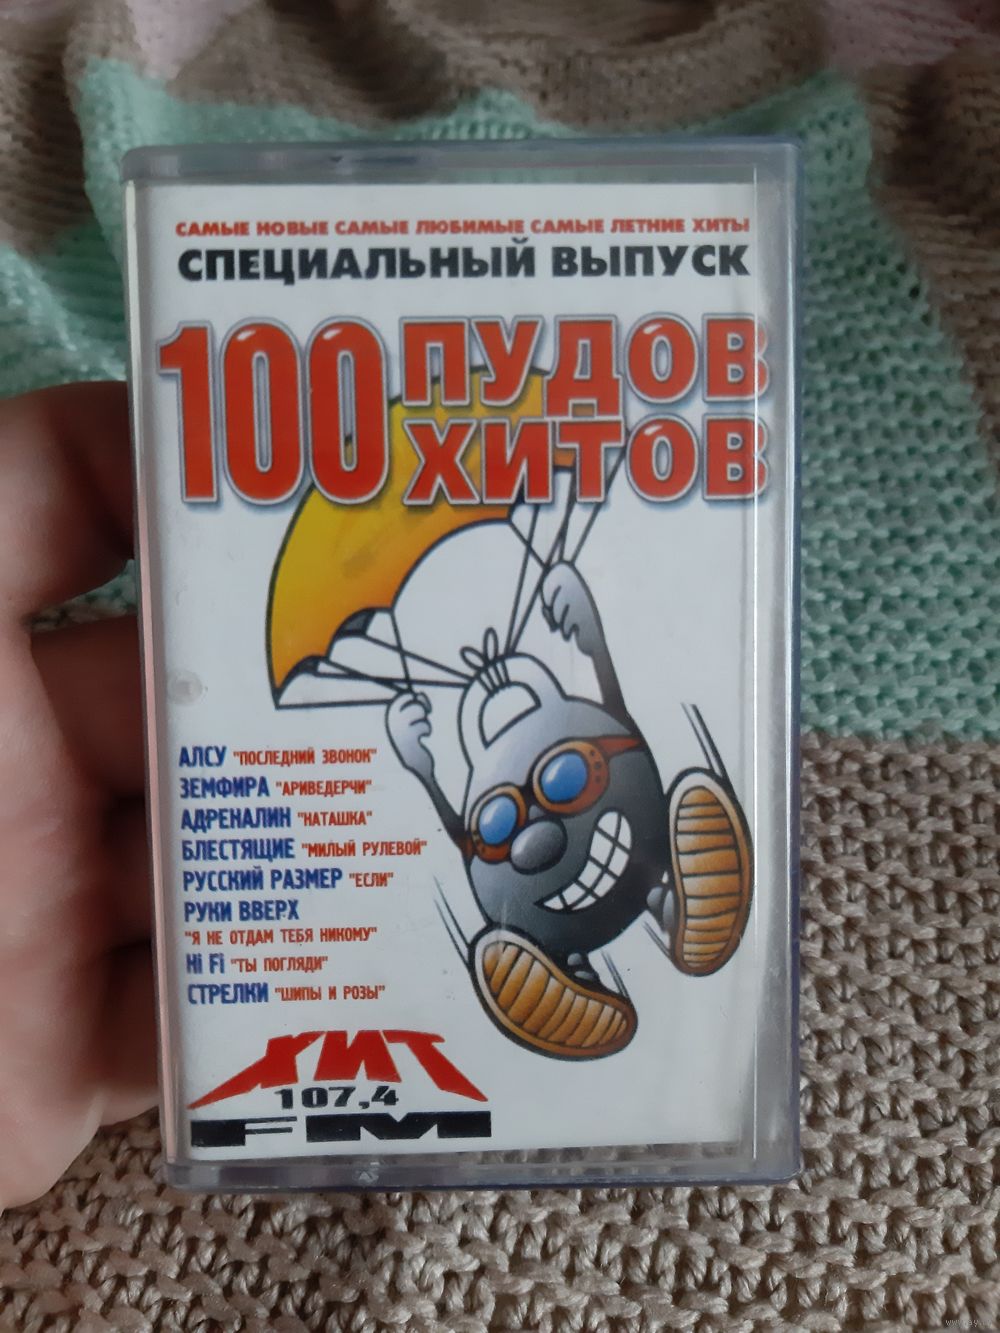 САМЫЕ НОВЫЕ САМЫЕ ЛЮБИМЫЕ САМЫЕ ЛЕТНИЕ ХИТЫ
СПЕЦИАЛЬНЫЙ ВЫПУСК
100 ПУДОВ
ХИТОВ
АЛСУ "ПОСЛЕДНИЙ ЗВОНОК"
ЗЕМФИРА "АРИВЕДЕРЧИ"
АДРЕНАЛИН "НАТАШКА"
БЛЕСТЯЩИЕ "МИЛЫЙ РУЛЕВОЙ"
РУССКИЙ РАЗМЕР "ЕСЛИ"
РУКИ ВВЕРХ
"Я НЕ ОТДАМ ТЕБЯ НИКОМУ"
Hi Fi "ТЫ ПОГЛЯДИ"
СТРЕЛКИ "ШИПЫ И РОЗЫ"
ХИТ
107,4
FM